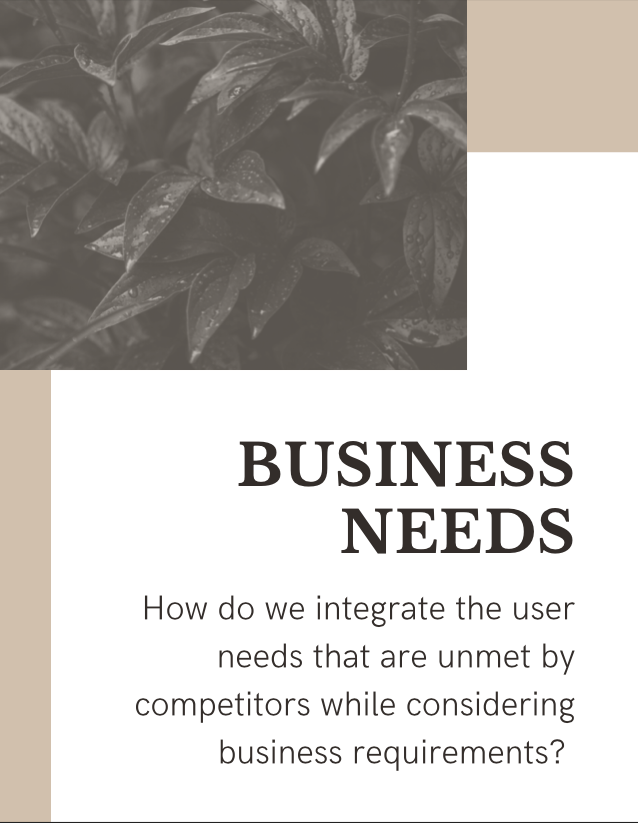 BUSINESS
NEEDS
How do we integrate the user
needs that are unmet by
competitors while considering
business requirements?